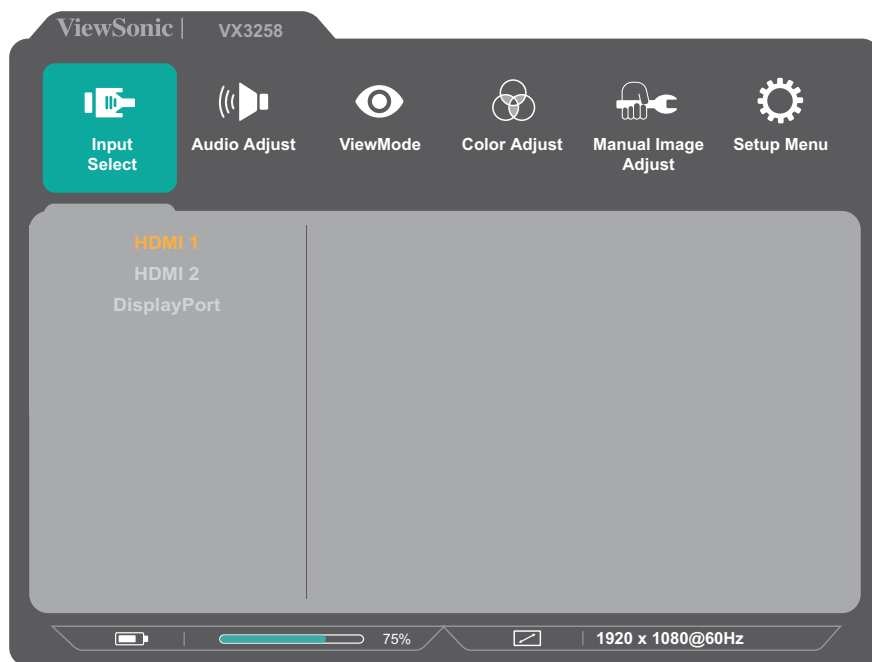 ViewSonic | VX3258
Input
Select
Audio Adjust
ViewMode
Color Adjust
Manual Image
Adjust
Setup Menu
HDMI 1
HDMI 2
DisplayPort
75%
1920 x 1080@60Hz